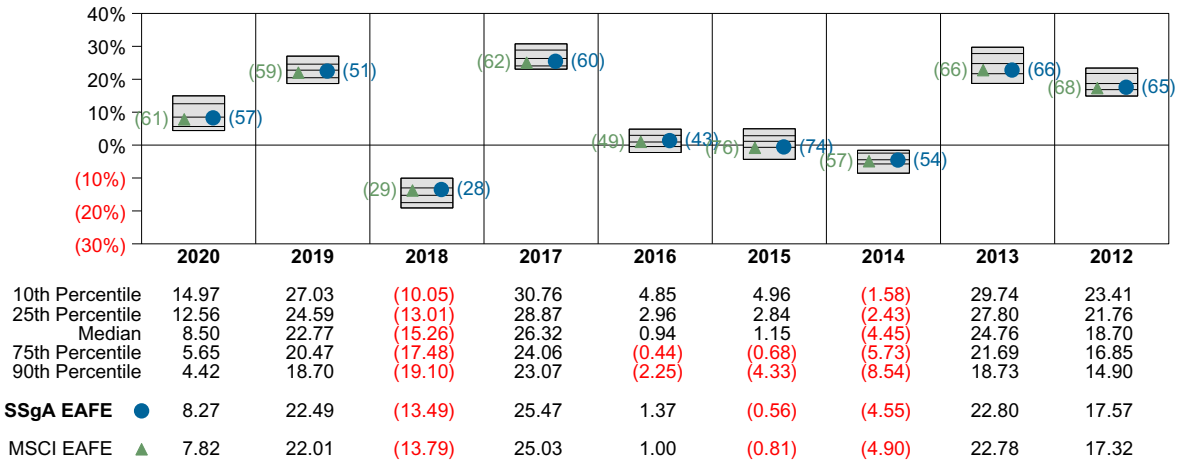 40%
30%
20%
10%
0%
(10%)
(20%)
(30%)
(61) (57) (59) (51) (29) (28) (62) (60) (49) (43) (76) (74) (57) (54) (66) (66) (68) (65)
2020 2019 2018 2017 2016 2015 2014 2013 2012
10th Percentile 14.97 27.03 (10.05) 30.76 4.85 4.96 (1.58) 29.74 23.41
25th Percentile 12.56 24.59 (13.01) 28.87 2.96 2.84 (2.43) 27.80 21.76
Median 8.50 22.77 (15.26) 26.32 0.94 1.15 (4.45) 24.76 18.70
75th Percentile 5.65 20.47 (17.48) 24.06 (0.44) (0.68) (5.73) 21.69 16.85
90th Percentile 4.42 18.70 (19.10) 23.07 (2.25) (4.33) (8.54) 18.73 14.90
SSgA EAFE 8.27 22.49 (13.49) 25.47 1.37 (0.56) (4.55) 22.80 17.57
MSCI EAFE 7.82 22.01 (13.79) 25.03 1.00 (0.81) (4.90) 22.78 17.32